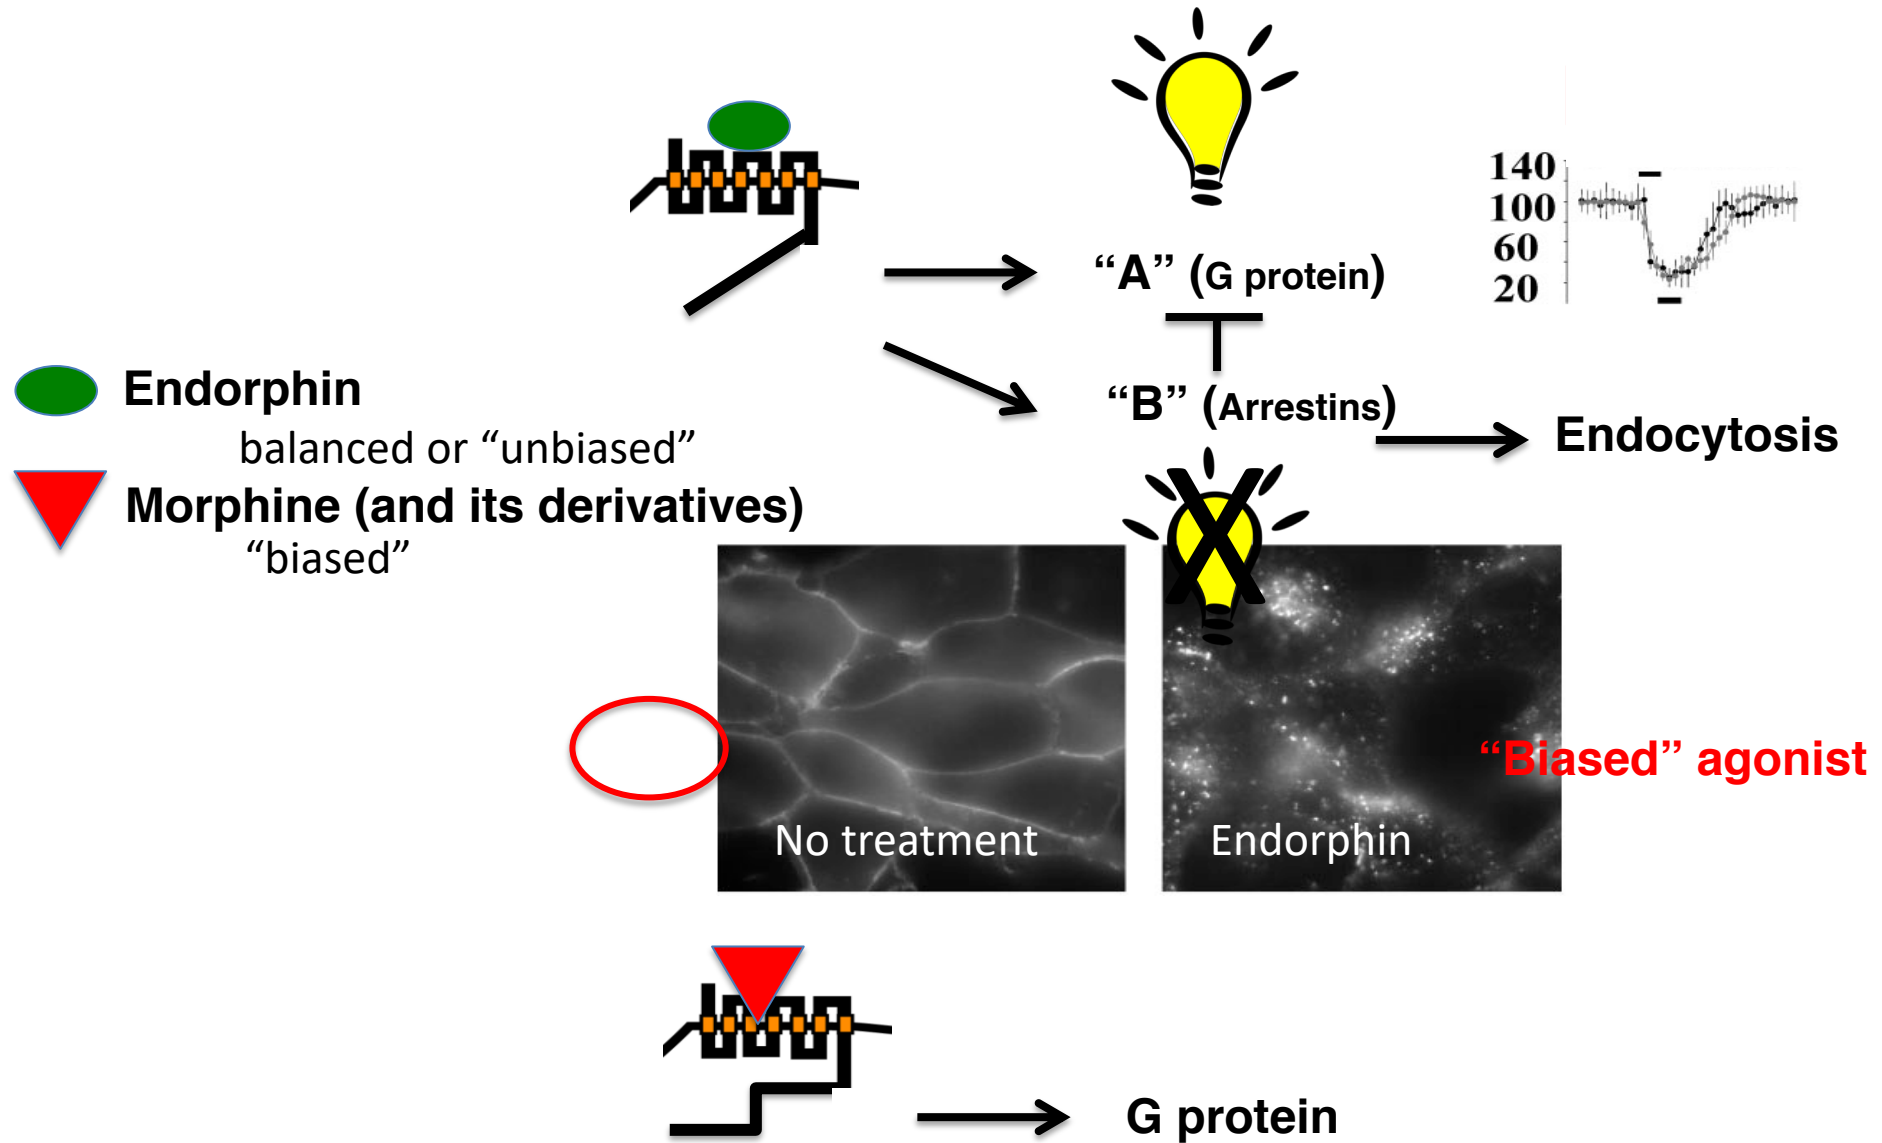 140
100
60
20
“A” (G protein)
“B” (Arrestins)
Endocytosis
Endorphin
balanced or “unbiased”
Morphine (and its derivatives)
“biased”
No treatment
Endorphin
“Biased” agonist
G protein